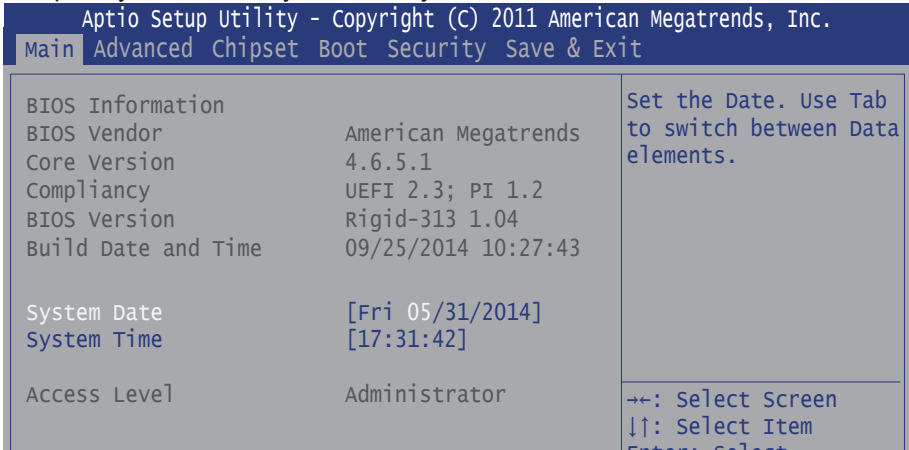 Aptio Setup Utility - Copyright (C) 2011 American Megatrends, Inc.
Main Advanced Chipset Boot Security Save & Exit
BIOS Information
BIOS Vendor American Megatrends
Core Version 4.6.5.1
Compliancy UEFI 2.3; PI 1.2
BIOS Version Rigid-313 1.04
Build Date and Time 09/25/2014 10:27:43
System Date [Fri 05/31/2014]
System Time [17:31:42]
Access Level Administrator
Set the Date. Use Tab
to switch between Data
elements.
→←: Select Screen
↓↑: Select Item
Enter: Select